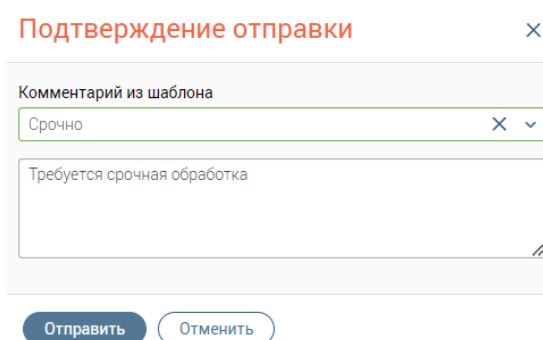 Подтверждение отправки
Комментарий из шаблона
Срочно
Требуется срочная обработка
Отправить Отменить